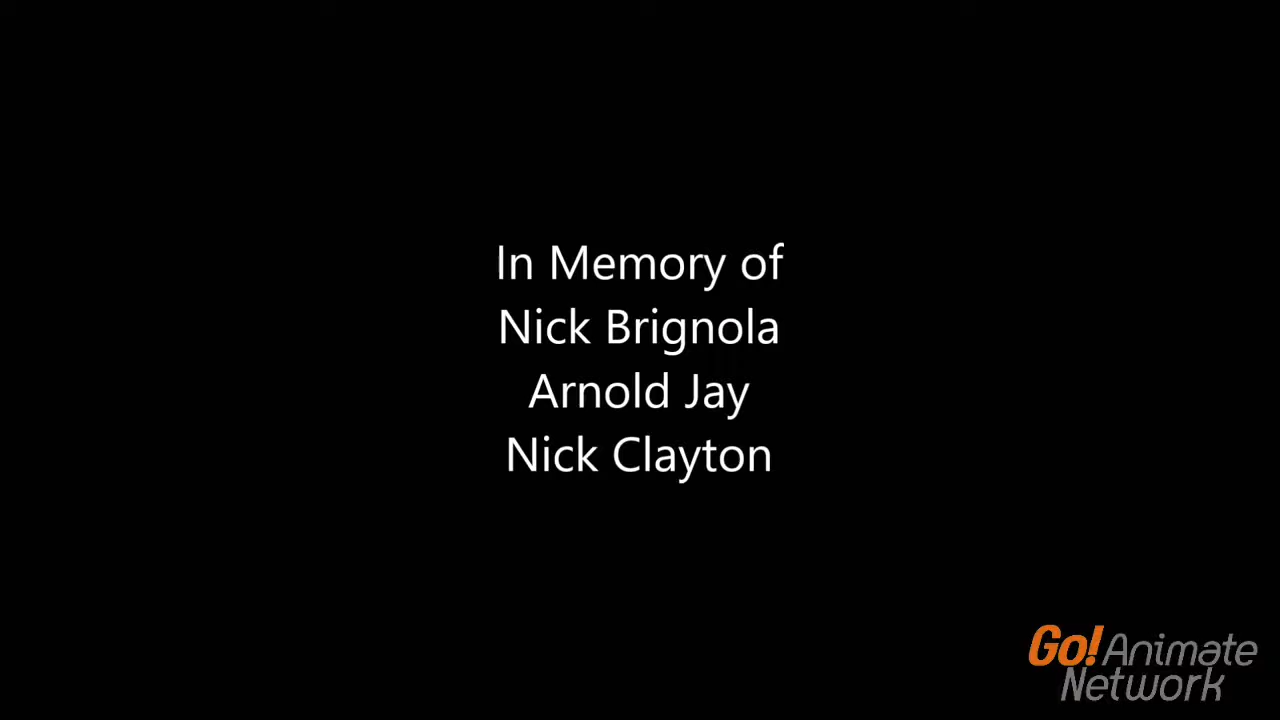 In Memory of
Nick Brignola
Arnold Jay
Nick Clayton
Go!Animate
Network